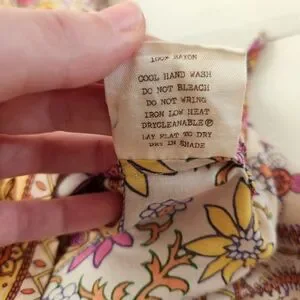 100% RAYON
COOL HAND WASH
DO NOT BLEACH
DO NOT WRING
IRON LOW HEAT
DRYCLEANABLE Ⓟ
LAY FLAT TO DRY
DRY IN SHADE